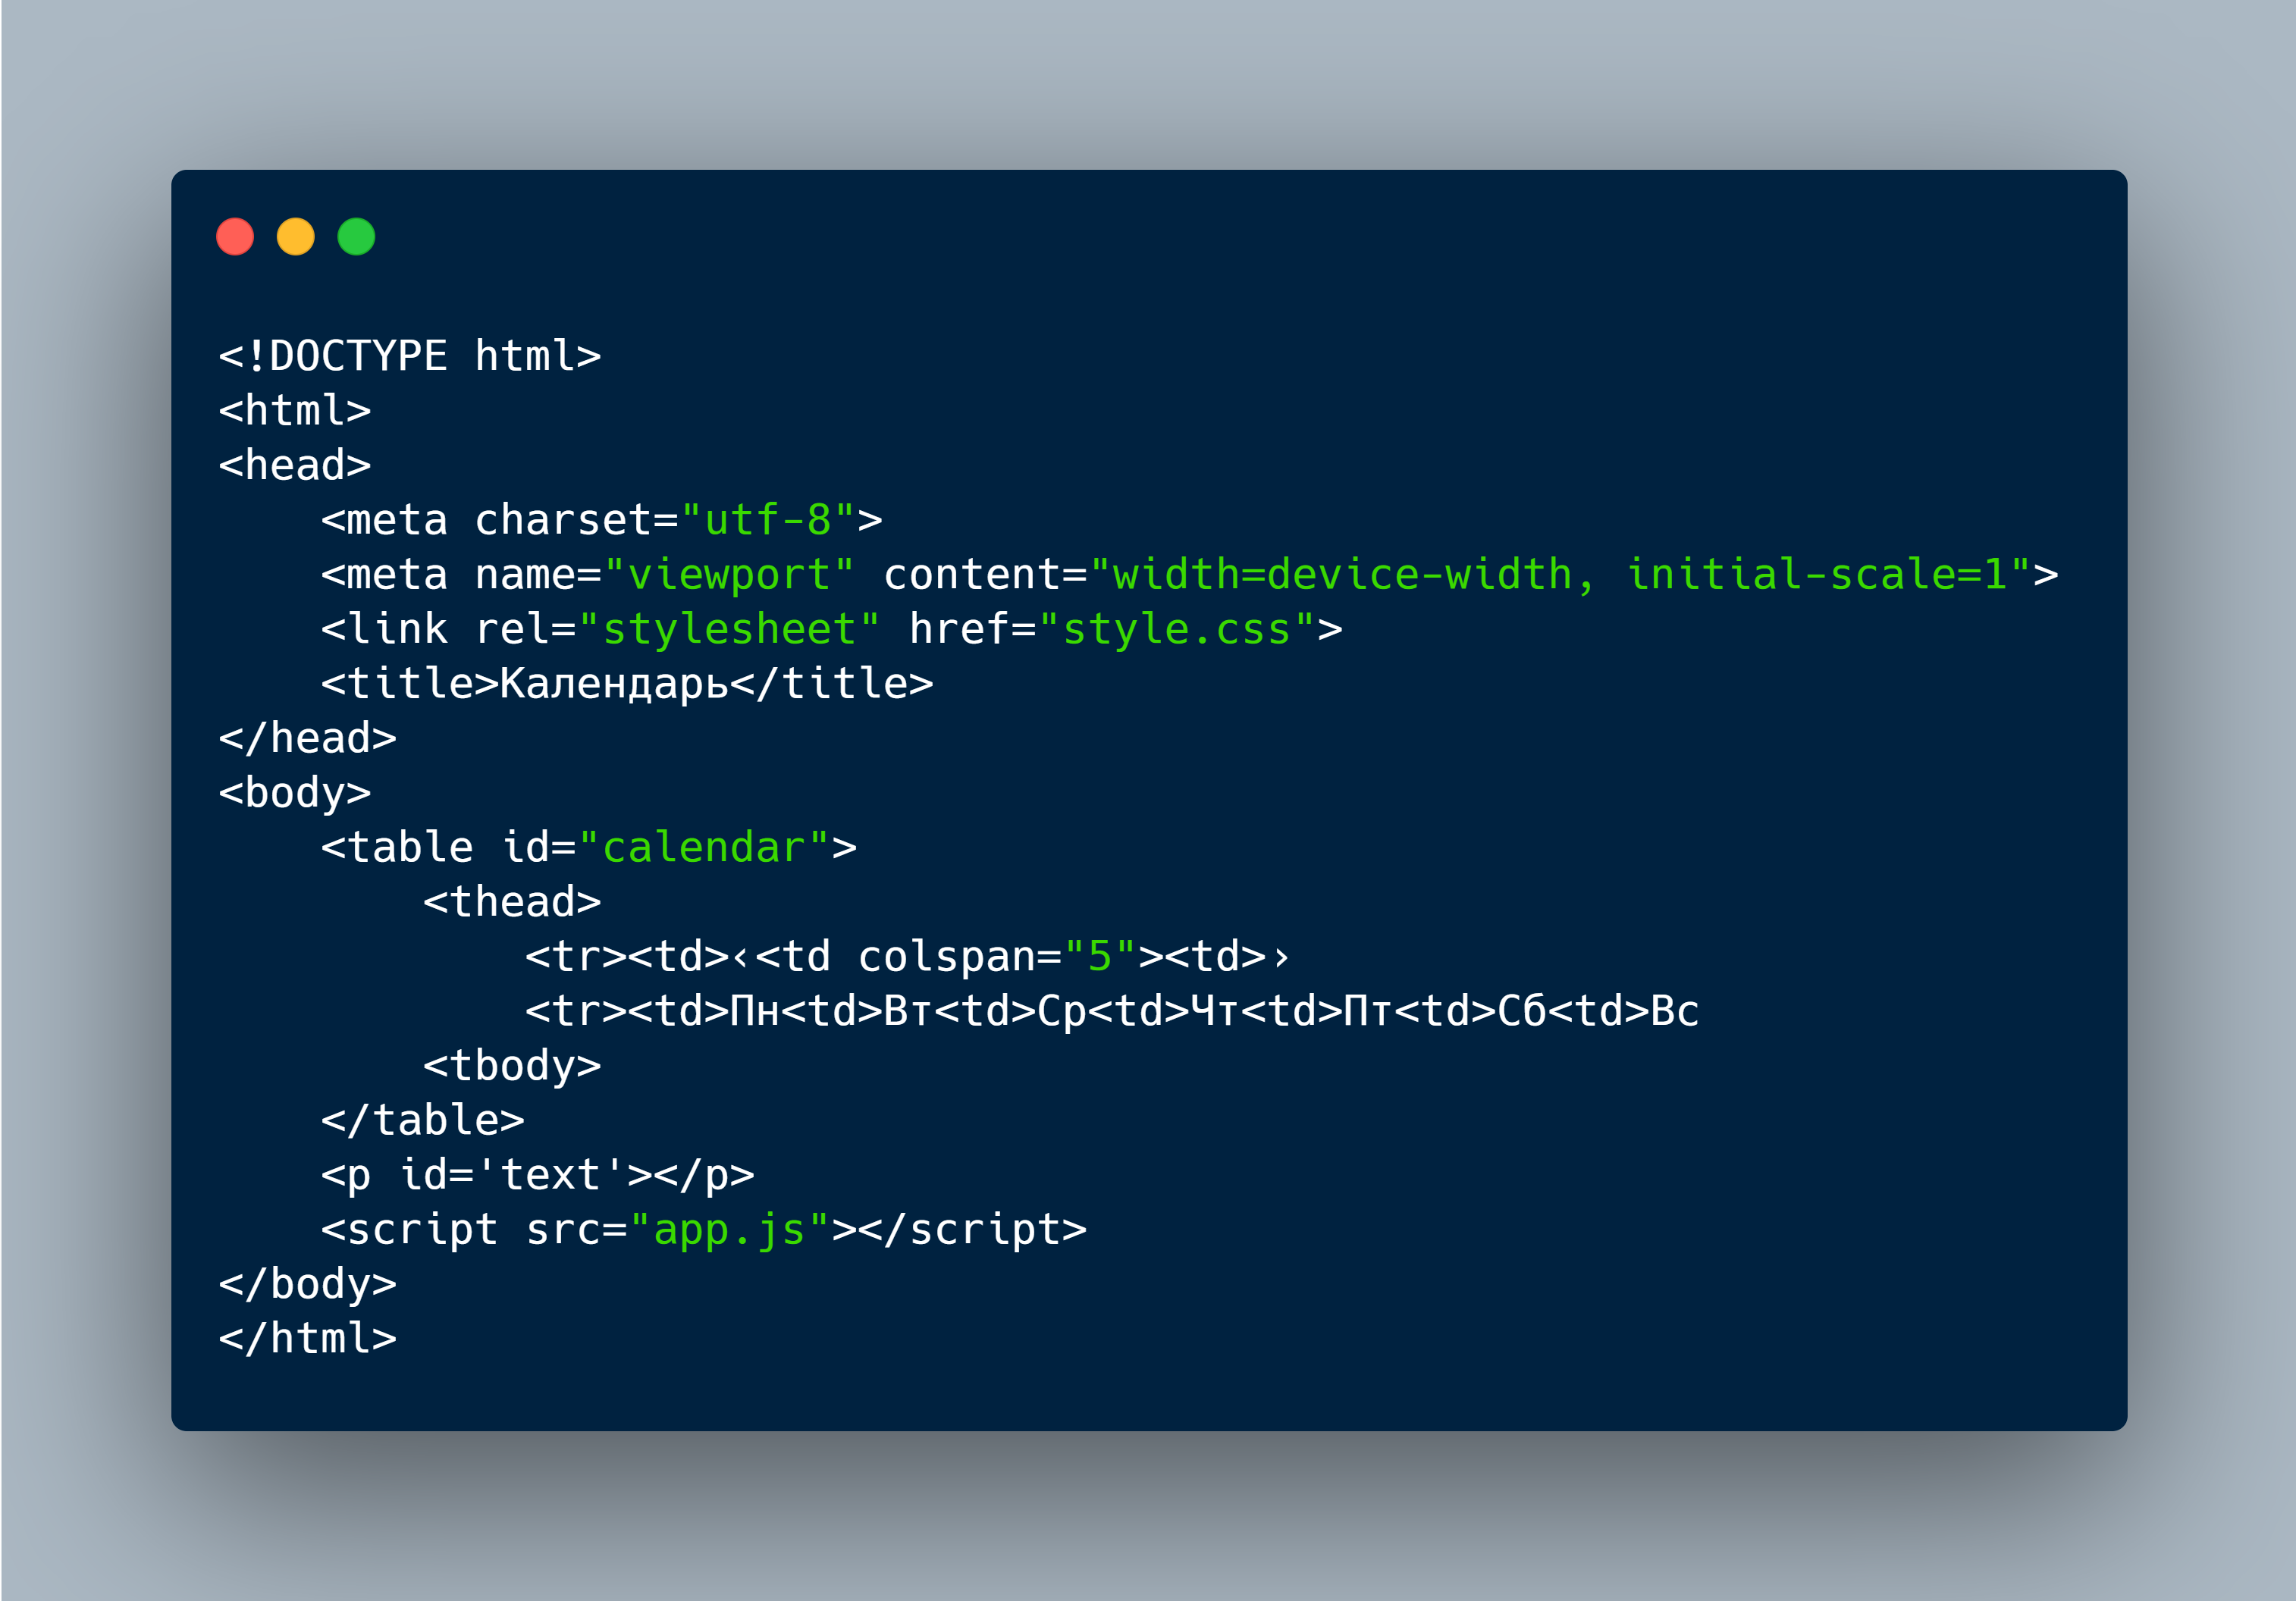 <!DOCTYPE html>
<html>
<head>
    <meta charset="utf-8">
    <meta name="viewport" content="width=device-width, initial-scale=1">
    <link rel="stylesheet" href="style.css">
    <title>Календарь</title>
</head>
<body>
    <table id="calendar">
        <thead>
            <tr><td>‹<td colspan="5"><td>›
            <tr><td>Пн<td>Вт<td>Ср<td>Чт<td>Пт<td>Сб<td>Вс
        <tbody>
    </table>
    <p id='text'></p>
    <script src="app.js"></script>
</body>
</html>